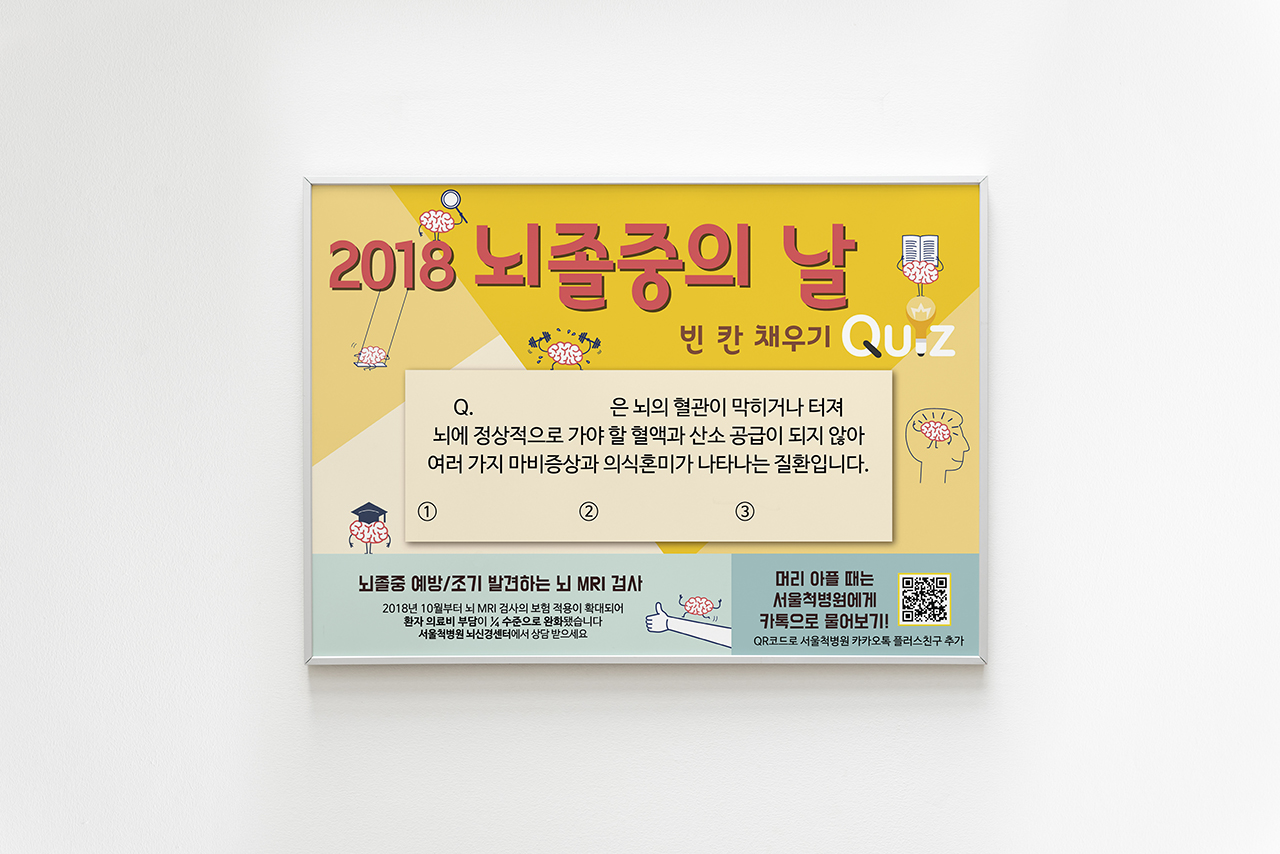 2018 뇌졸중의 날
빈 칸 채우기 Quiz
Q. 은 뇌의 혈관이 막히거나 터져
뇌에 정상적으로 가야 할 혈액과 산소 공급이 되지 않아
여러 가지 마비증상과 의식혼미가 나타나는 질환입니다.
① ② ③
뇌졸중 예방/조기 발견하는 뇌 MRI 검사
2018년 10월부터 뇌 MRI 검사의 보험 적용이 확대되어
환자 의료비 부담이 ¼ 수준으로 완화됐습니다
서울척병원 뇌신경센터에서 상담 받으세요
머리 아플 때는
서울척병원에게
카톡으로 물어보기!
QR코드로 서울척병원 카카오톡 플러스친구 추가